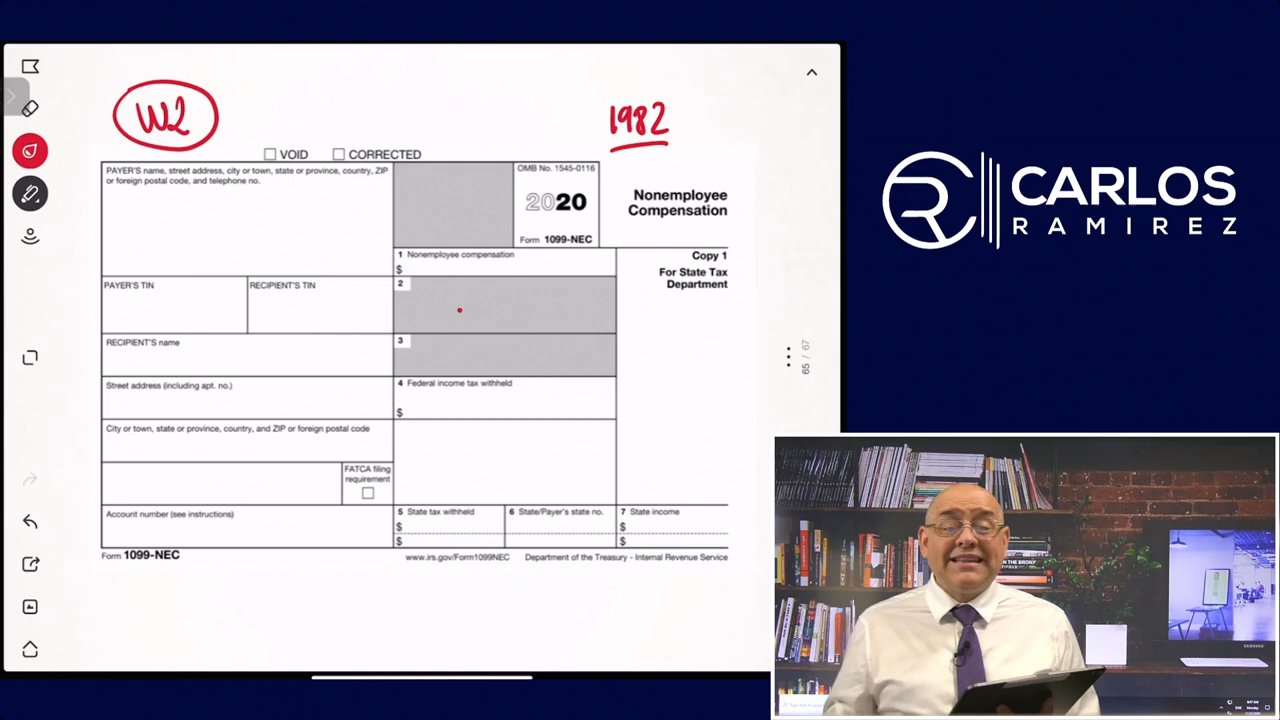 CARLOS
RAMIREZ
W2
1982
VOID CORRECTED
PAYER'S name, street address, city or town, state or province, country, ZIP
or foreign postal code, and telephone no.
OMB No. 1545-0116
2020
Form 1099-NEC
Nonemployee
Compensation
1 Nonemployee compensation
$
Copy 1
For State Tax
Department
PAYER'S TIN
RECIPIENT'S TIN
2
RECIPIENT'S name
3
Street address (including apt. no.)
4 Federal income tax withheld
$
City or town, state or province, country, and ZIP or foreign postal code
FATCA filing
requirement
Account number (see instructions)
5 State tax withheld
$
$
6 State/Payer's state no.
7 State income
$
$
Form 1099-NEC
www.irs.gov/Form1099NEC
Department of the Treasury - Internal Revenue Service
65 / 67
SAMSUNG